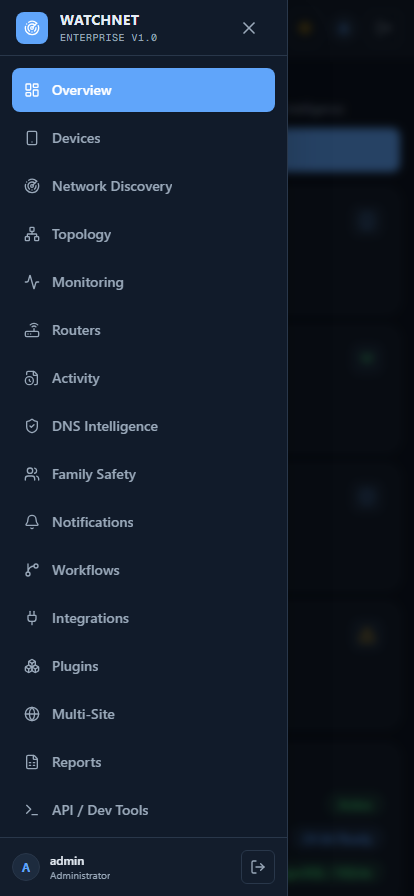 WATCHNET
ENTERPRISE V1.0
Overview
Devices
Network Discovery
Topology
Monitoring
Routers
Activity
DNS Intelligence
Family Safety
Notifications
Workflows
Integrations
Plugins
Multi-Site
Reports
API / Dev Tools
A
admin
Administrator